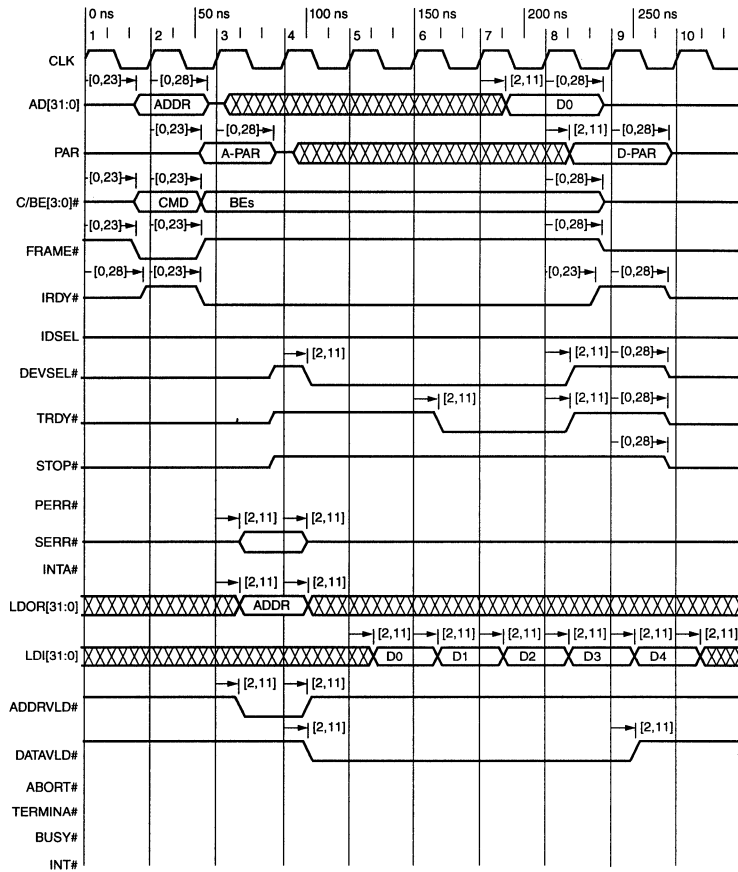 0 ns 50 ns 100 ns 150 ns 200 ns 250 ns
1 2 3 4 5 6 7 8 9 10
CLK
[0,23] [0,28] [2,11] [0,28]
AD[31:0] ADDR D0
[0,23] [0,28] [2,11] [0,28]
PAR A-PAR D-PAR
[0,23] [0,23] [0,28]
C/BE[3:0]# CMD BEs
[0,23] [0,23] [0,28]
FRAME#
[0,28] [0,23] [0,23] [0,28]
IRDY#
IDSEL
[2,11] [2,11] [0,28]
DEVSEL#
[2,11] [2,11] [0,28]
TRDY#
[0,28]
STOP#
PERR#
[2,11] [2,11]
SERR#
INTA#
[2,11] [2,11]
LDOR[31:0] ADDR
[2,11] [2,11] [2,11] [2,11] [2,11] [2,11]
LDI[31:0] D0 D1 D2 D3 D4
[2,11] [2,11]
ADDRVLD#
[2,11] [2,11]
DATAVLD#
ABORT#
TERMINA#
BUSY#
INT#